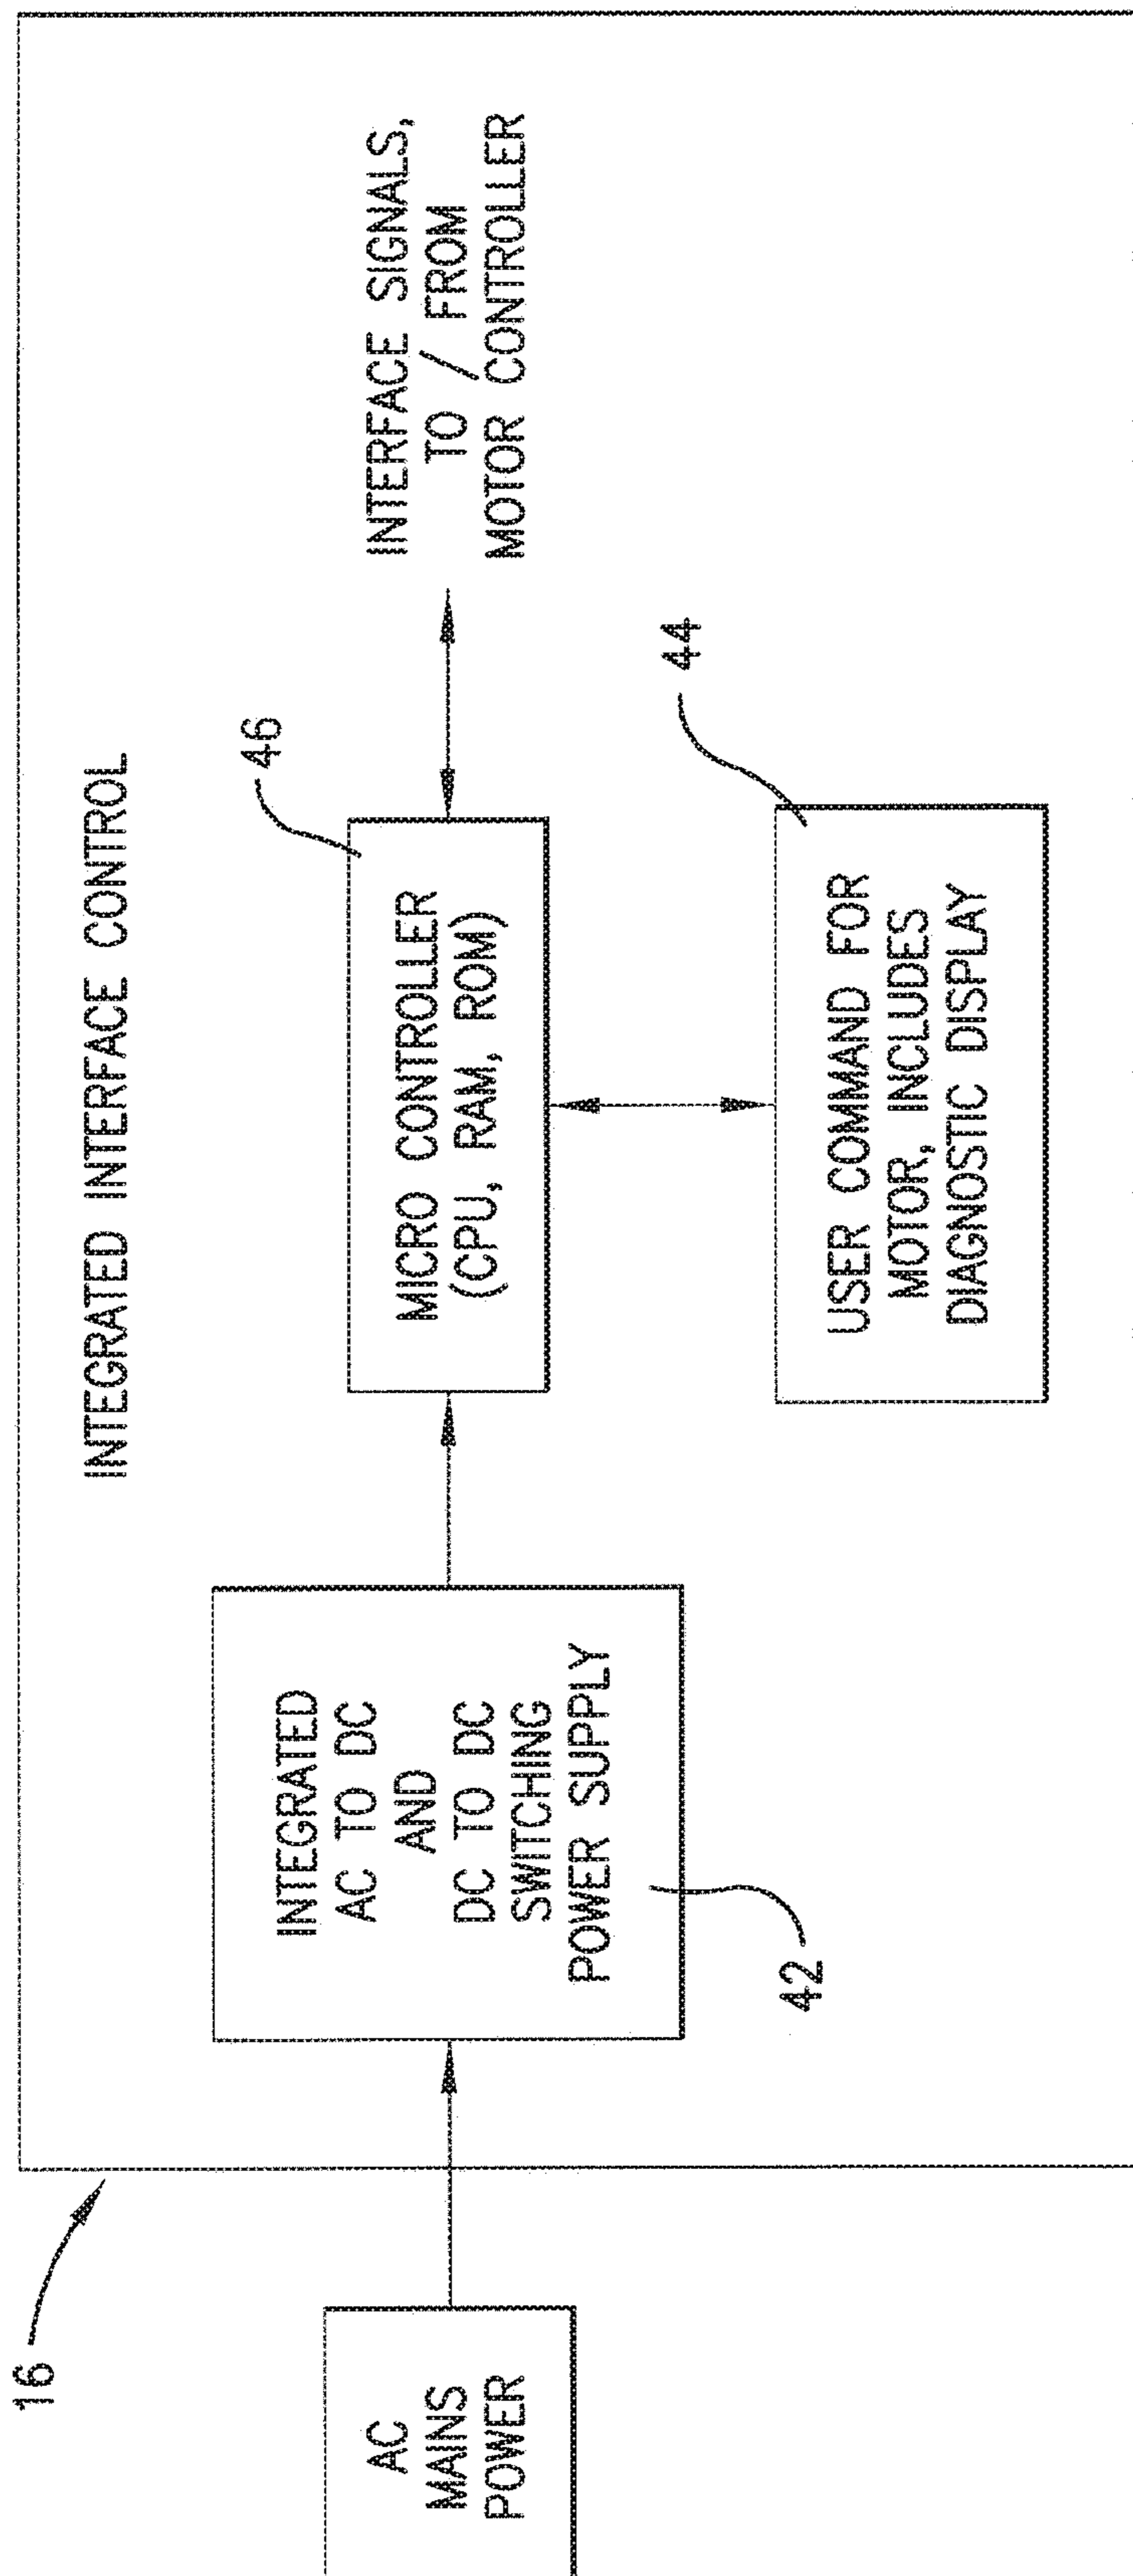 INTEGRATED INTERFACE CONTROL
16
AC
MAINS
POWER
INTEGRATED
AC TO DC
AND
DC TO DC
SWITCHING
POWER SUPPLY
42
MICRO CONTROLLER
(CPU, RAM, ROM)
46
INTERFACE SIGNALS,
TO / FROM
MOTOR CONTROLLER
USER COMMAND FOR
MOTOR, INCLUDES
DIAGNOSTIC DISPLAY
44